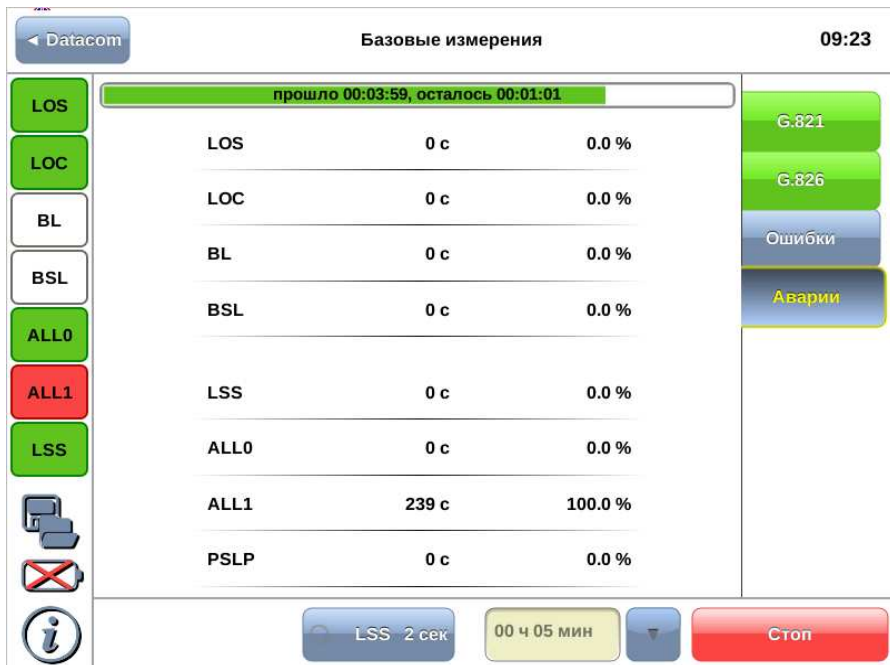 ◄ Datacom
Базовые измерения
09:23
LOS
LOC
BL
BSL
ALL0
ALL1
LSS
прошло 00:03:59, осталось 00:01:01
LOS 0 с 0.0 %
LOC 0 с 0.0 %
BL 0 с 0.0 %
BSL 0 с 0.0 %
LSS 0 с 0.0 %
ALL0 0 с 0.0 %
ALL1 239 с 100.0 %
PSLP 0 с 0.0 %
G.821
G.826
Ошибки
Аварии
i
LSS 2 сек
00 ч 05 мин
▼
Стоп